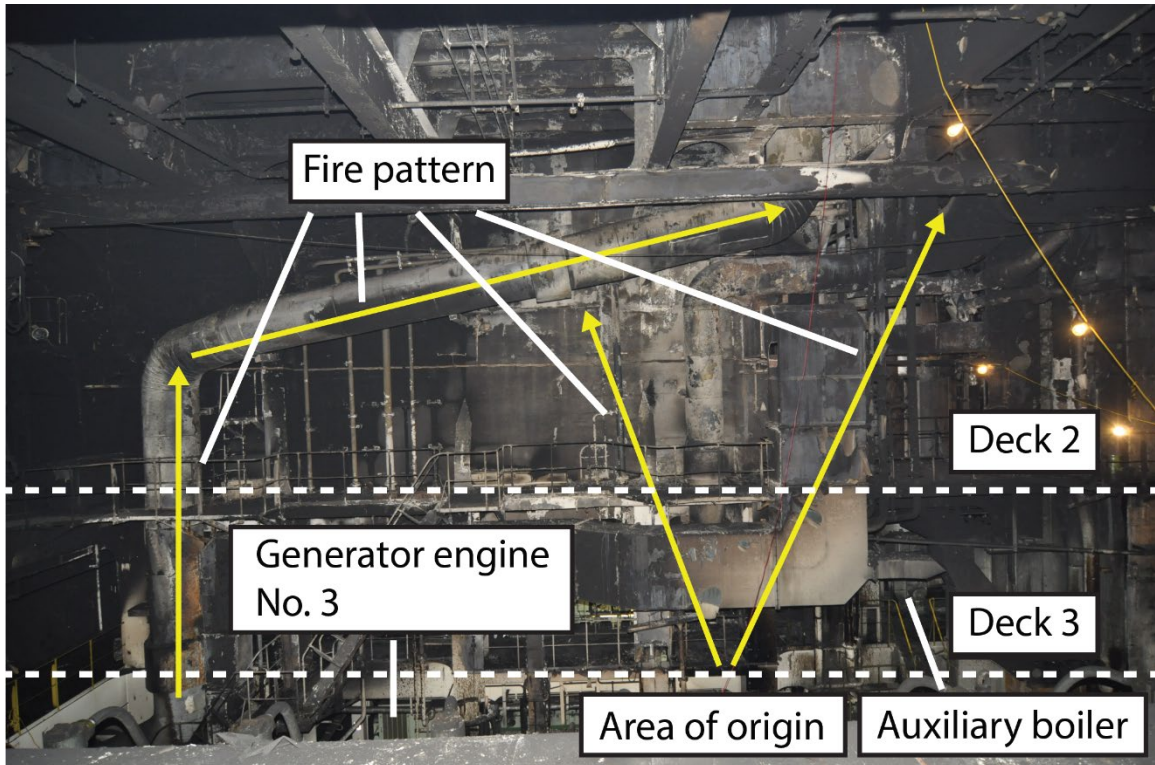 Fire pattern
Deck 2
Generator engine
No. 3
Deck 3
Area of origin
Auxiliary boiler